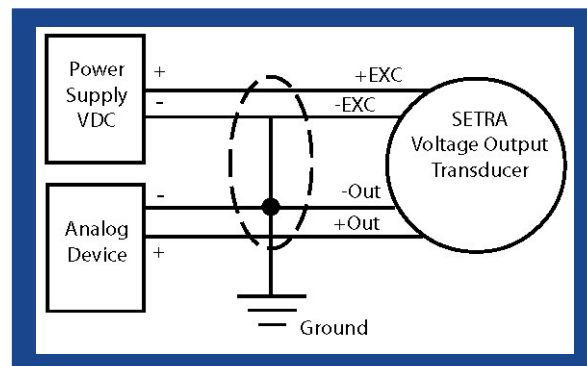 Power
Supply
VDC
+
-
+EXC
-EXC
SETRA
Voltage Output
Transducer
Analog
Device
-
+
-Out
+Out
Ground